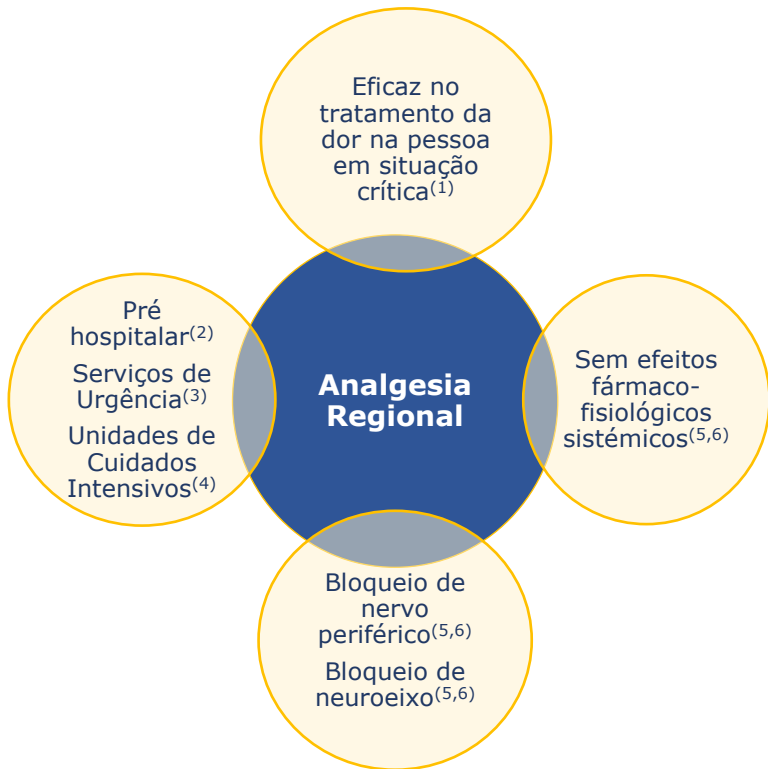 Eficaz no
tratamento da
dor na pessoa
em situação
crítica(1)
Pré
hospitalar(2)
Serviços de
Urgência(3)
Unidades de
Cuidados
Intensivos(4)
Analgesia
Regional
Sem efeitos
fármaco-
fisiológicos
sistémicos(5,6)
Bloqueio de
nervo
periférico(5,6)
Bloqueio de
neuroeixo(5,6)